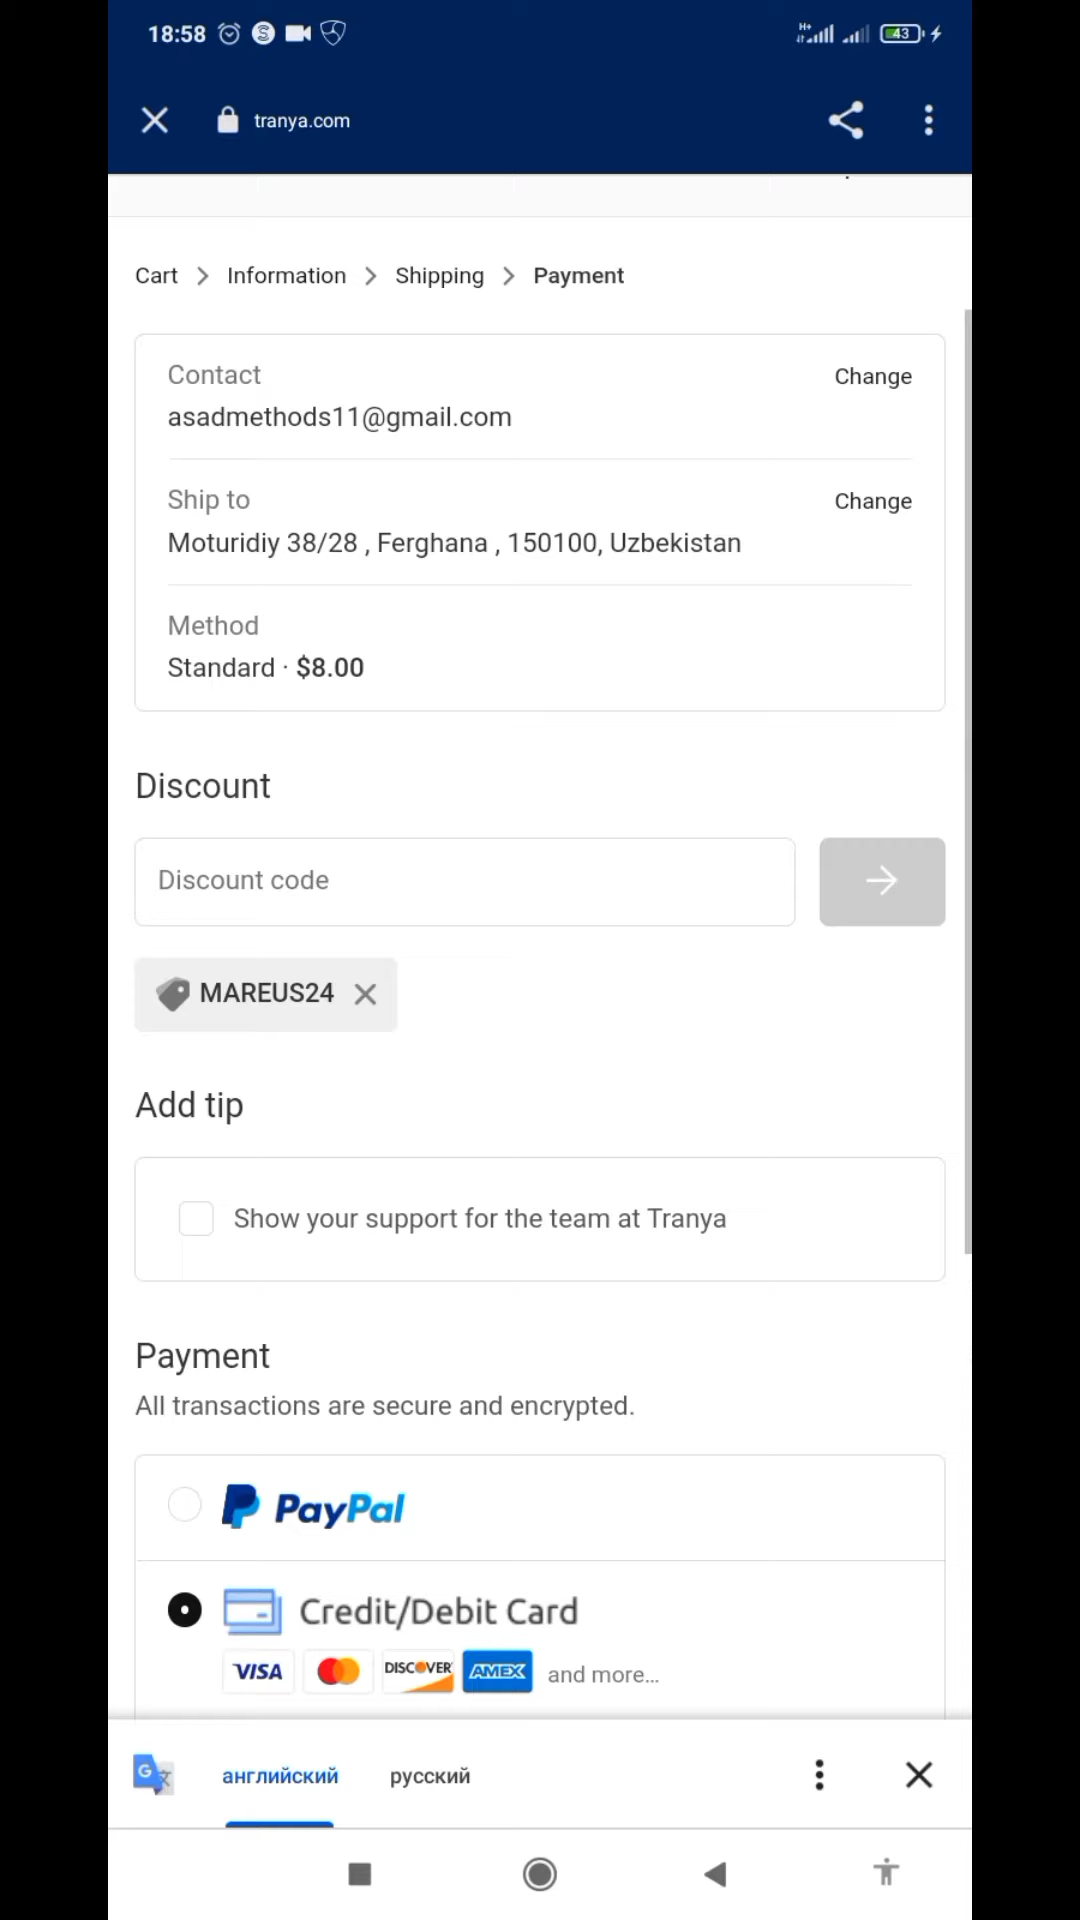 18:58 H+ 43
tranya.com
Cart > Information > Shipping > Payment
Contact Change
asadmethods11@gmail.com
Ship to Change
Moturidiy 38/28 , Ferghana , 150100, Uzbekistan
Method
Standard · $8.00
Discount
Discount code
MAREUS24
Add tip
Show your support for the team at Tranya
Payment
All transactions are secure and encrypted.
PayPal
Credit/Debit Card
VISA DISCOVER AMEX and more...
английский русский